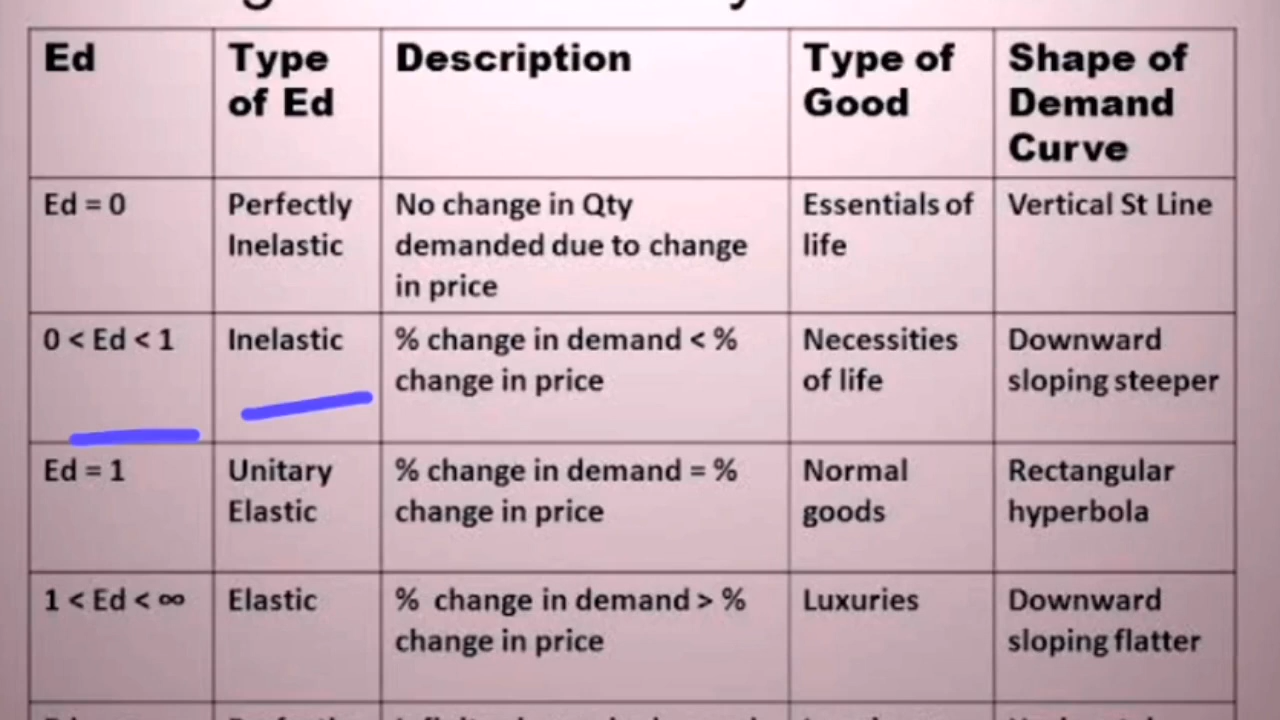 Ed
Type
of Ed
Description
Type of
Good
Shape of
Demand
Curve
Ed = 0
Perfectly
Inelastic
No change in Qty
demanded due to change
in price
Essentials of
life
Vertical St Line
0 < Ed < 1
Inelastic
% change in demand < %
change in price
Necessities
of life
Downward
sloping steeper
Ed = 1
Unitary
Elastic
% change in demand = %
change in price
Normal
goods
Rectangular
hyperbola
1 < Ed < ∞
Elastic
% change in demand > %
change in price
Luxuries
Downward
sloping flatter